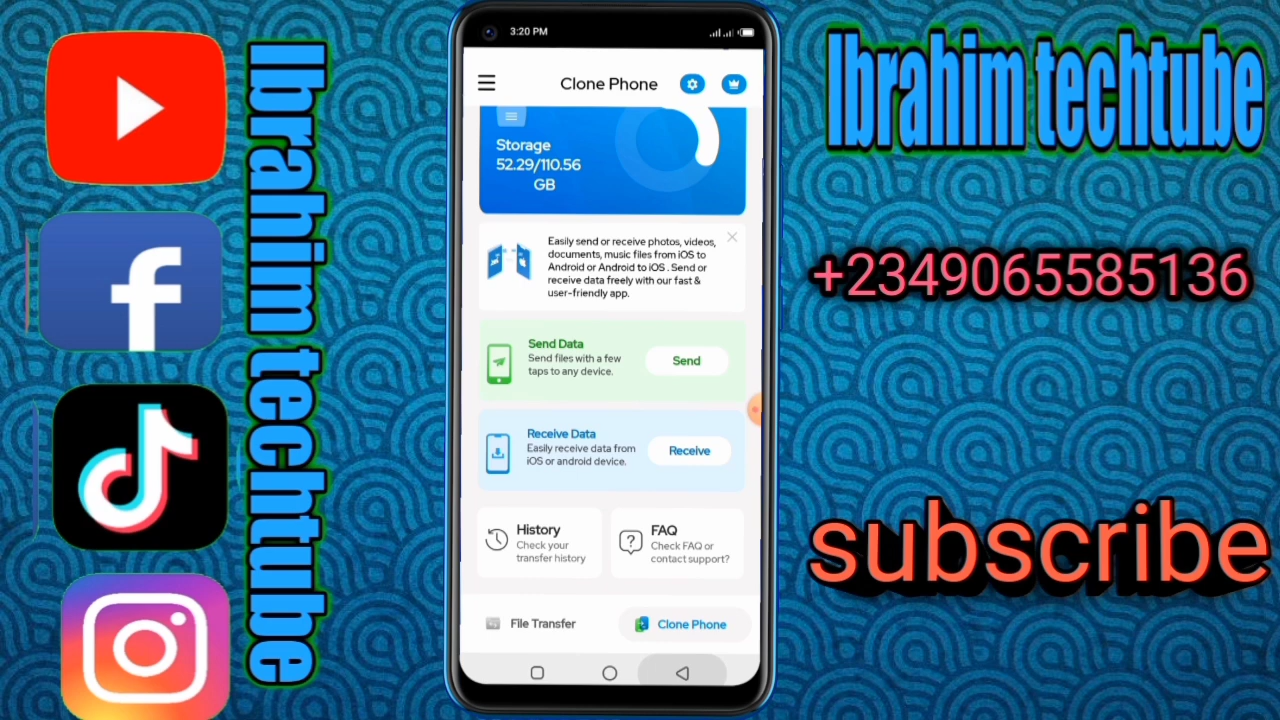 Ibrahim techtube
3:20 PM
Clone Phone
Storage
52.29/110.56
GB
Easily send or receive photos, videos,
documents, music files from iOS to
Android or Android to iOS . Send or
receive data freely with our fast &
user-friendly app.
Send Data
Send files with a few
taps to any device.
Send
Receive Data
Easily receive data from
iOS or android device.
Receive
History
Check your
transfer history
FAQ
Check FAQ or
contact support?
File Transfer
Clone Phone
Ibrahim techtube
+2349065585136
subscribe